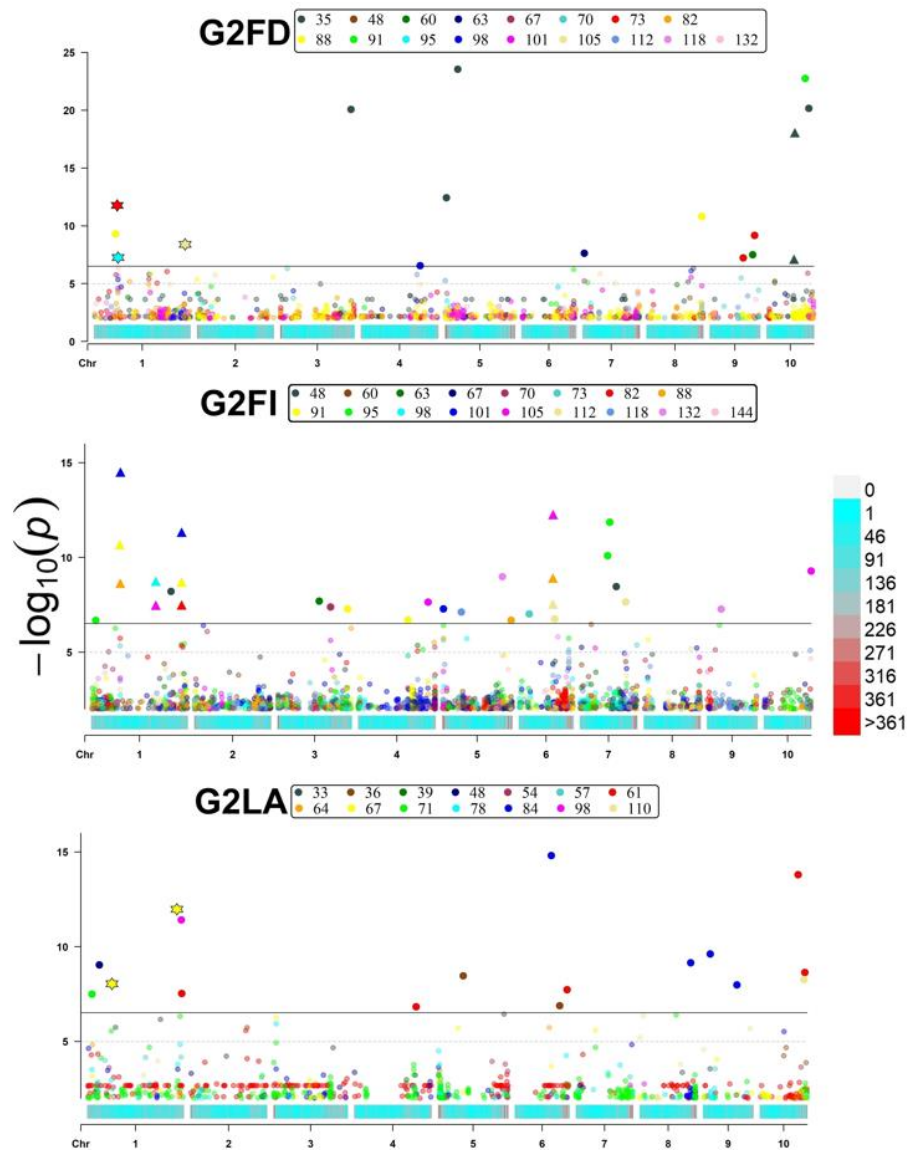 G2FD
35 48 60 63 67 70 73 82
88 91 95 98 101 105 112 118 132
25
20
15
10
5
0
Chr 1 2 3 4 5 6 7 8 9 10
G2FI
48 60 63 67 70 73 82 88
91 95 98 101 105 112 118 132 144
−log10(p)
15
10
5
Chr 1 2 3 4 5 6 7 8 9 10
0
1
46
91
136
181
226
271
316
361
>361
G2LA
33 36 39 48 54 57 61
64 67 71 78 84 98 110
15
10
5
Chr 1 2 3 4 5 6 7 8 9 10